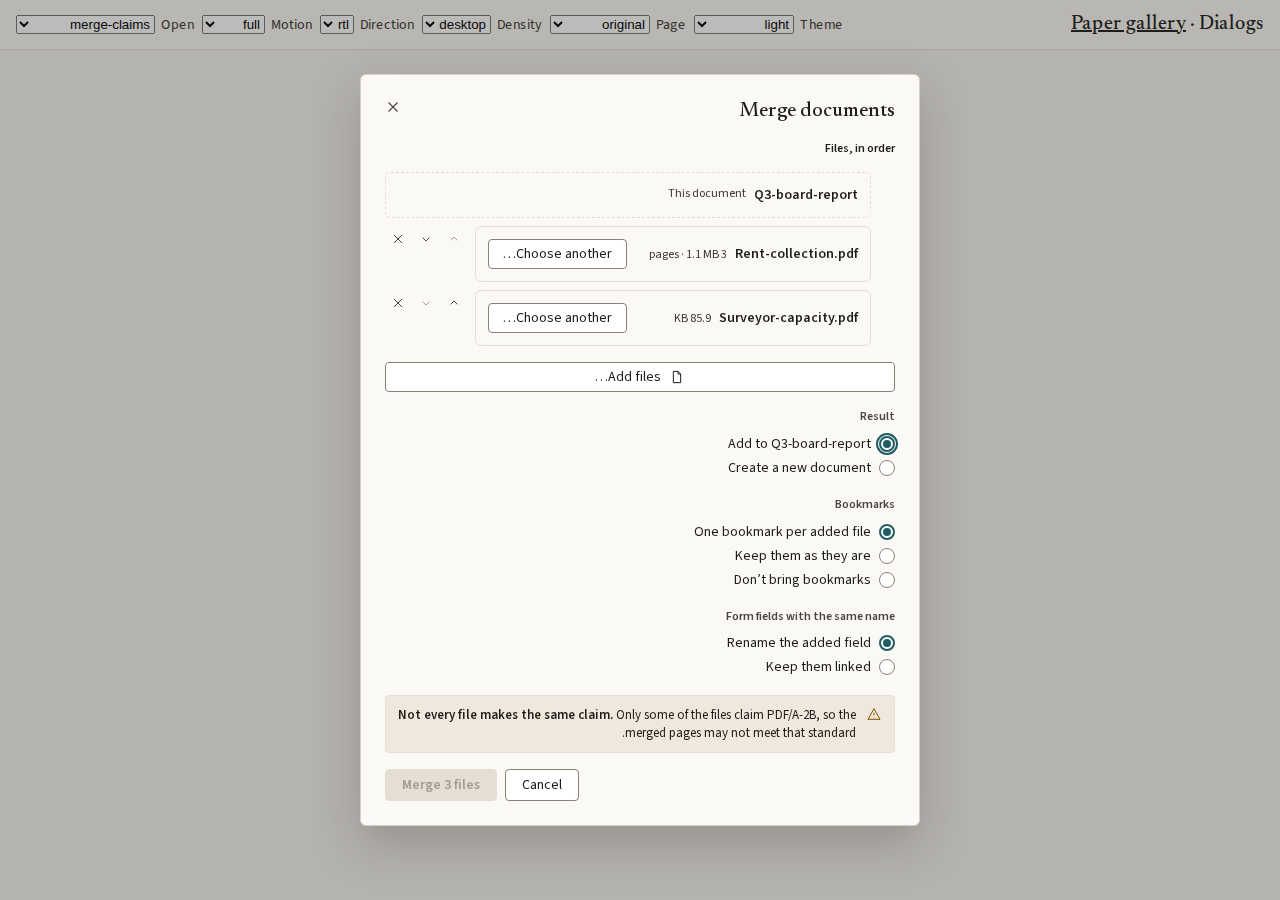 Paper gallery · Dialogs
Theme light Page original Density desktop Direction rtl Motion full Open merge-claims
Merge documents
Files, in order
Q3-board-report This document
Rent-collection.pdf 3 pages · 1.1 MB Choose another…
Surveyor-capacity.pdf 85.9 KB Choose another…
Add files…
Result
Add to Q3-board-report
Create a new document
Bookmarks
One bookmark per added file
Keep them as they are
Don’t bring bookmarks
Form fields with the same name
Rename the added field
Keep them linked
Not every file makes the same claim. Only some of the files claim PDF/A-2B, so the
merged pages may not meet that standard.
Cancel
Merge 3 files